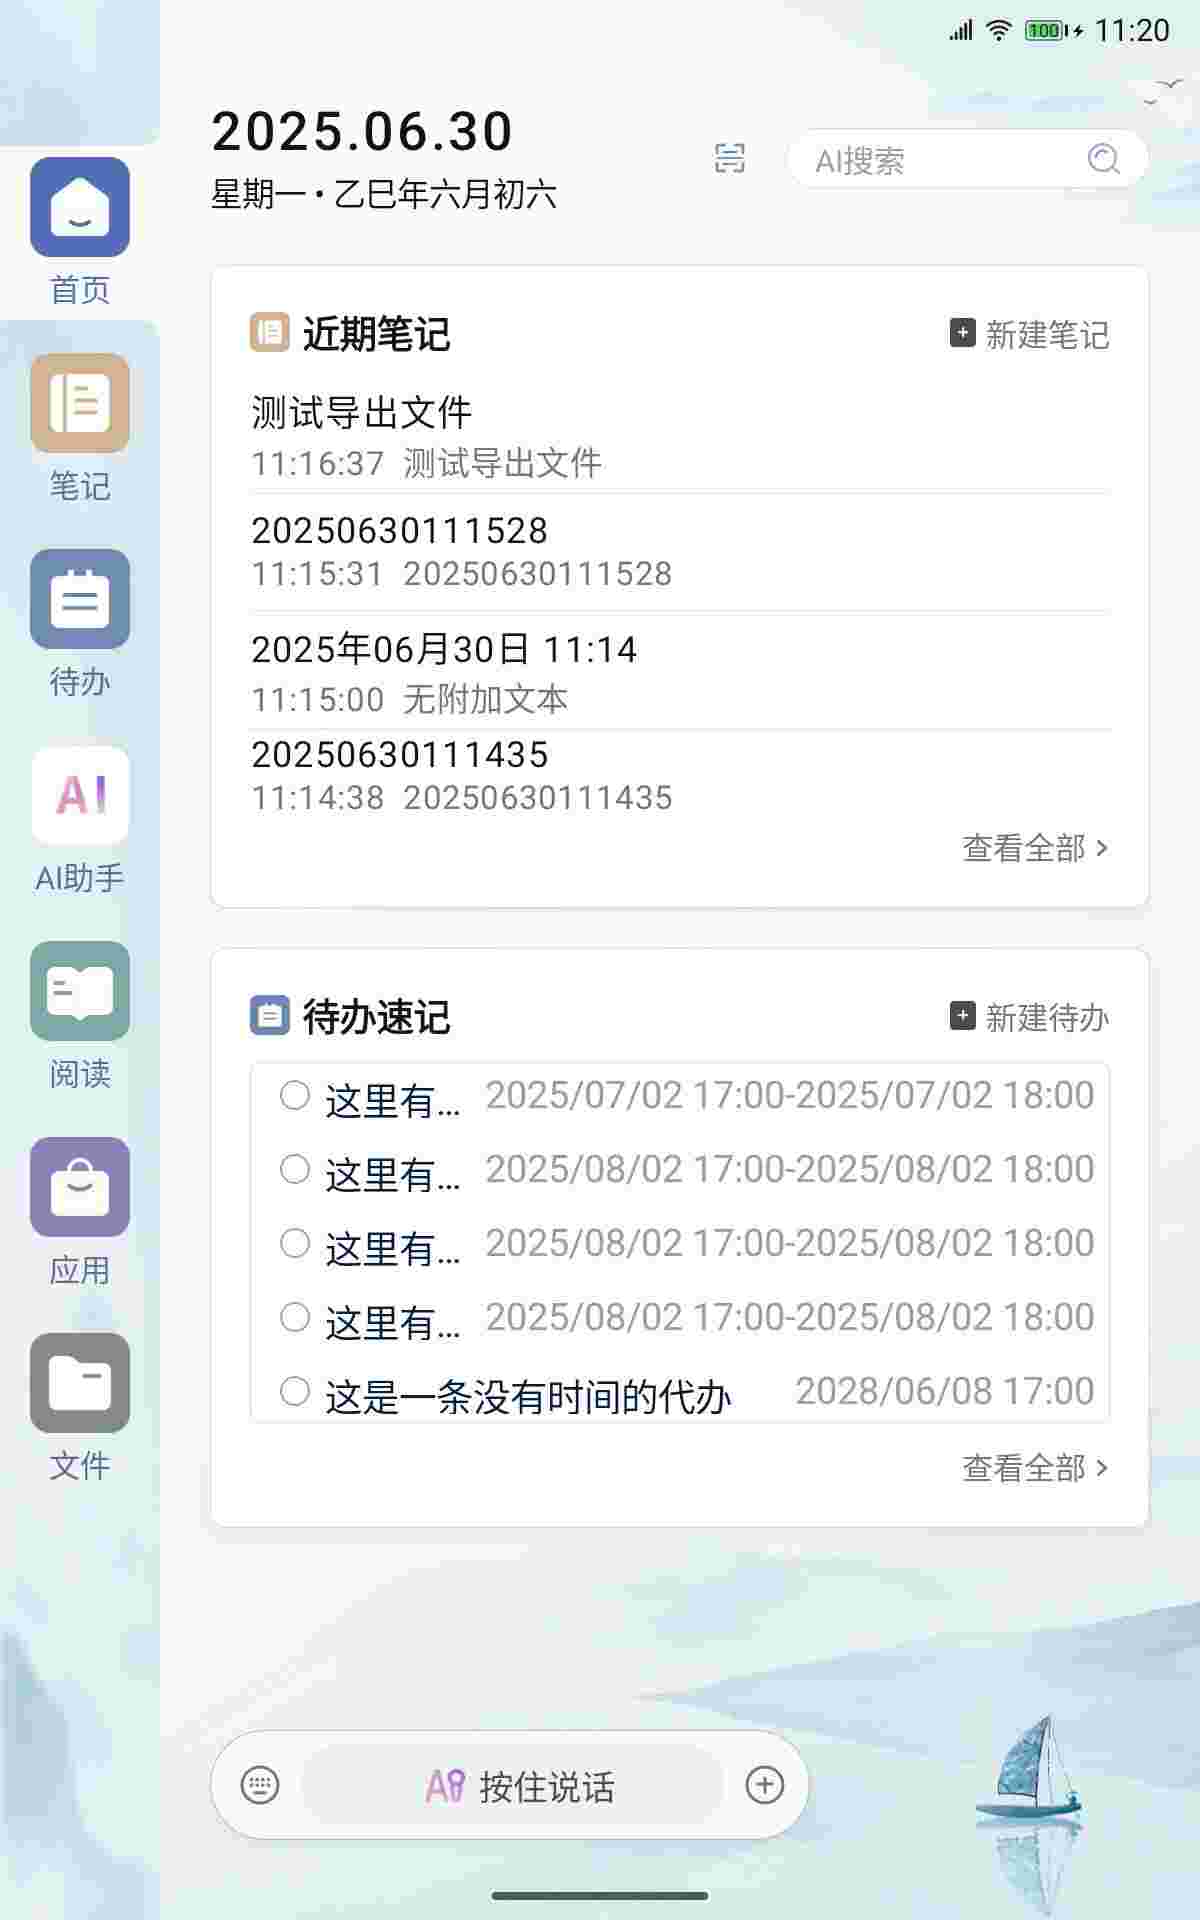 100 11:20
2025.06.30
星期一 • 乙巳年六月初六
AI搜索
首页
笔记
待办
AI
AI助手
阅读
应用
文件
近期笔记
新建笔记
测试导出文件
11:16:37 测试导出文件
20250630111528
11:15:31 20250630111528
2025年06月30日 11:14
11:15:00 无附加文本
20250630111435
11:14:38 20250630111435
查看全部
待办速记
新建待办
这里有... 2025/07/02 17:00-2025/07/02 18:00
这里有... 2025/08/02 17:00-2025/08/02 18:00
这里有... 2025/08/02 17:00-2025/08/02 18:00
这里有... 2025/08/02 17:00-2025/08/02 18:00
这是一条没有时间的代办 2028/06/08 17:00
查看全部
AI 按住说话